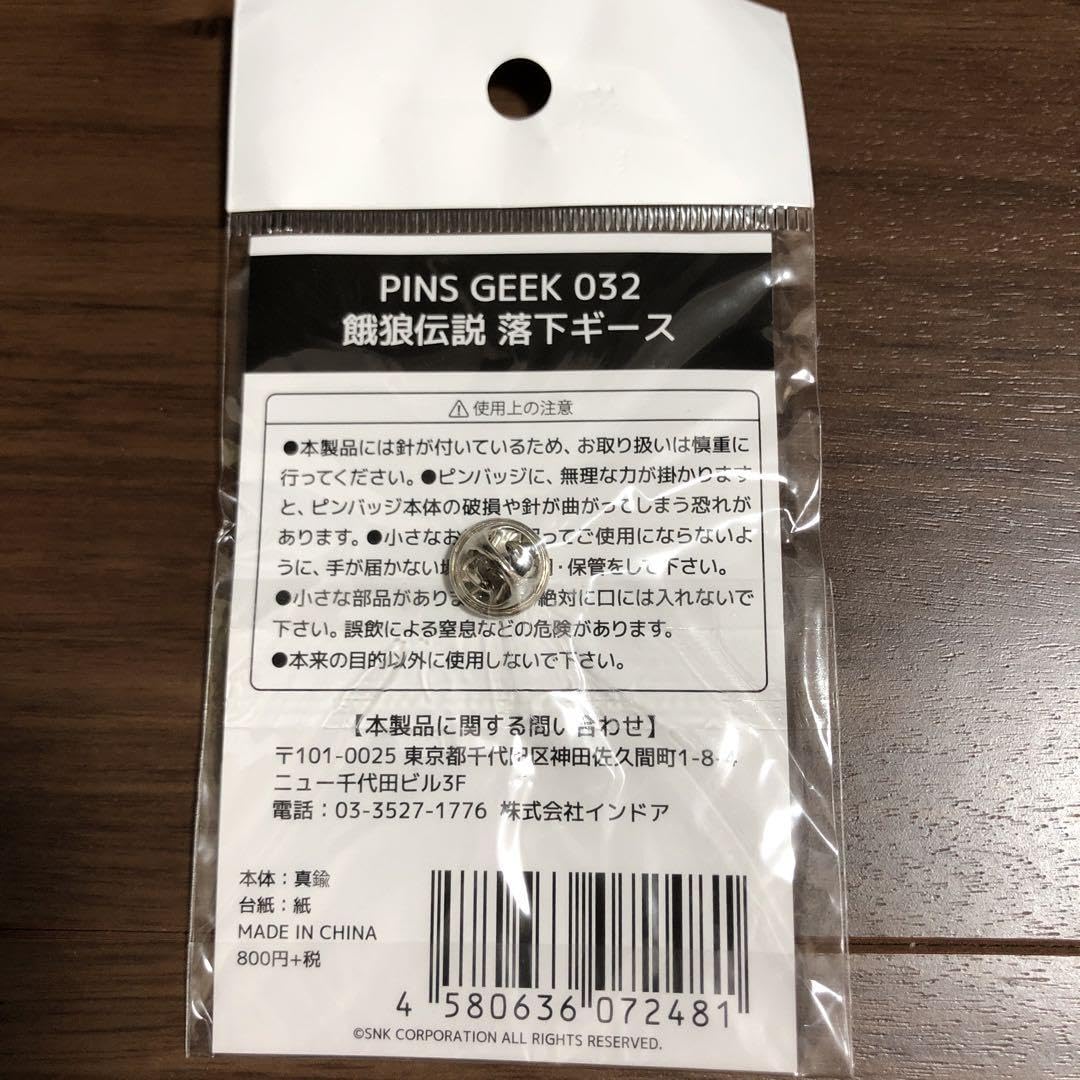 PINS GEEK 032
餓狼伝説 落下ギース
⚠使用上の注意
●本製品には針が付いているため、お取り扱いは慎重に
行ってください。●ピンバッジに、無理な力が掛かります
と、ピンバッジ本体の破損や針が曲がってしまう恐れが
あります。●小さなお ってご使用にならないよ
うに、手が届かない ・保管をして下さい。
●小さな部品があり 絶対に口には入れないで
下さい。誤飲による窒息などの危険があります。
●本来の目的以外に使用しないで下さい。
【本製品に関する問い合わせ】
〒101-0025 東京都千代田区神田佐久間町1-8-4
ニュー千代田ビル3F
電話:03-3527-1776 株式会社インドア
本体:真鍮
台紙:紙
MADE IN CHINA
800円+税
4 580636 072481
©SNK CORPORATION ALL RIGHTS RESERVED.